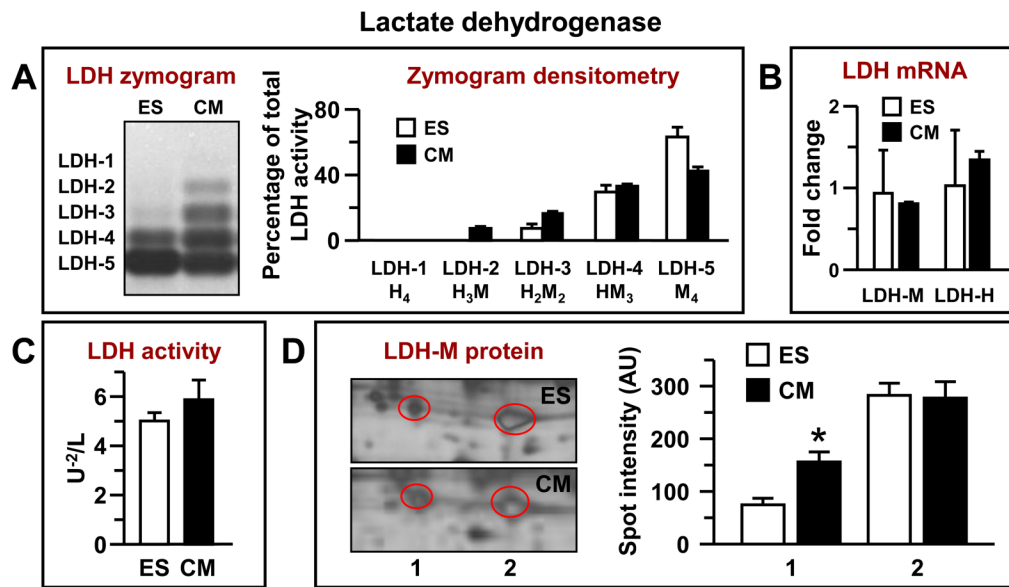 Lactate dehydrogenase
A
LDH zymogram
ES CM
LDH-1
LDH-2
LDH-3
LDH-4
LDH-5
Zymogram densitometry
Percentage of total
LDH activity
80
40
0
ES
CM
LDH-1 LDH-2 LDH-3 LDH-4 LDH-5
H₄ H₃M H₂M₂ HM₃ M₄
B
LDH mRNA
Fold change
2
1
0
ES
CM
LDH-M LDH-H
C
LDH activity
U⁻²/L
6
4
2
0
ES CM
D
LDH-M protein
ES
CM
1 2
Spot intensity (AU)
300
200
100
0
ES
CM
*
1 2